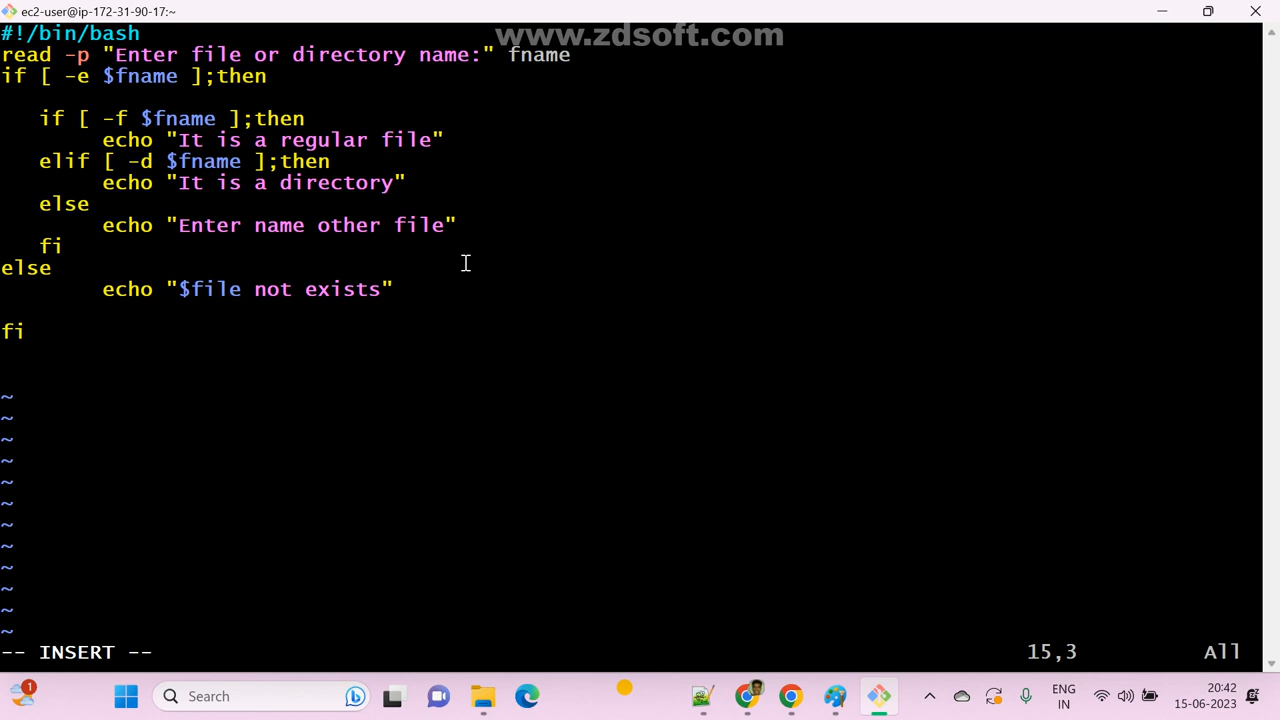 ec2-user@ip-172-31-90-17:~
www.zdsoft.com
#!/bin/bash
read -p "Enter file or directory name:" fname
if [ -e $fname ];then
if [ -f $fname ];then
echo "It is a regular file"
elif [ -d $fname ];then
echo "It is a directory"
else
echo "Enter name other file"
fi
else
echo "$file not exists"
fi
~
~
~
~
~
~
~
~
~
~
~
~
-- INSERT -- 15,3 All
1 Search ENG IN 20:42 15-06-2023